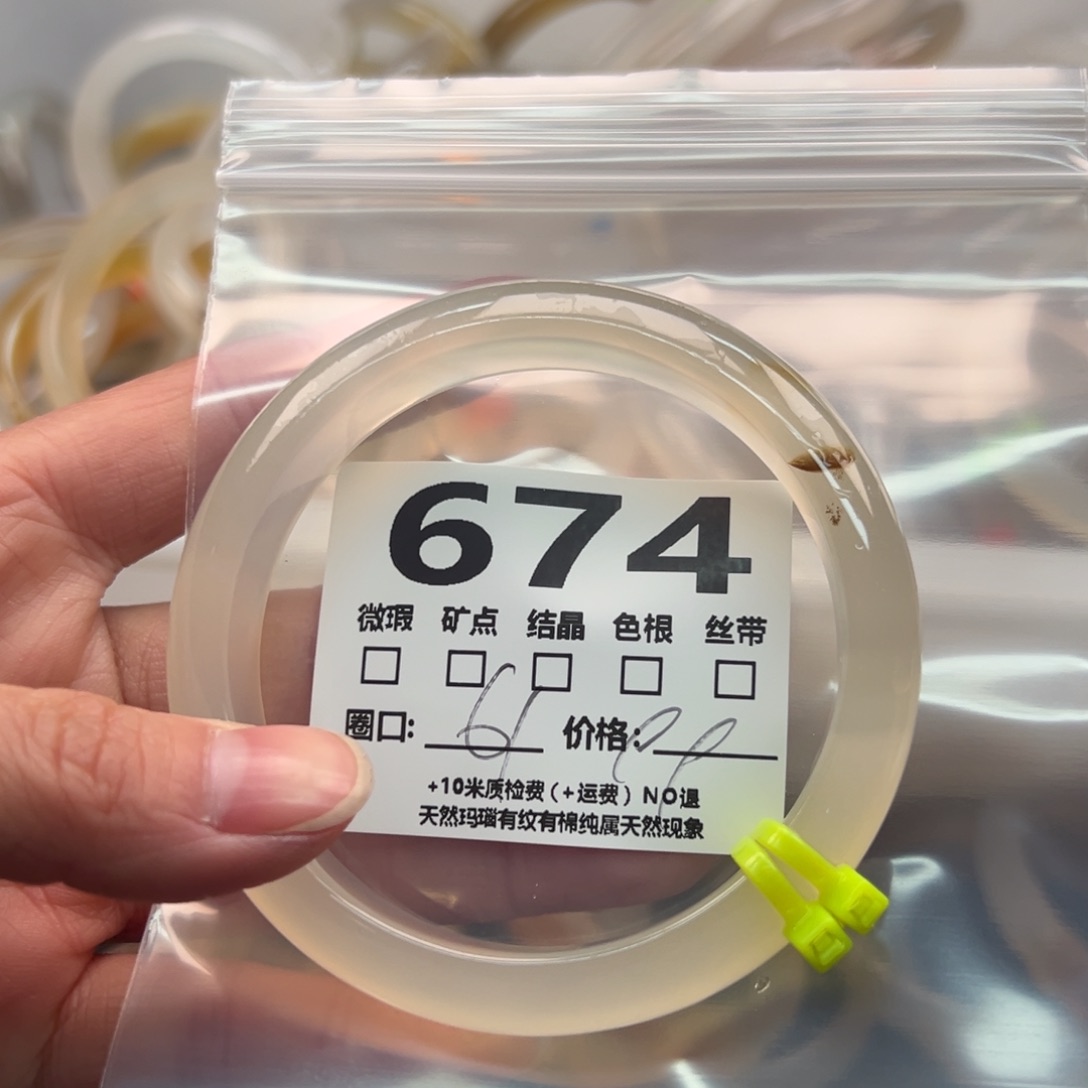 674
微瑕 矿点 结晶 色根 丝带
圈口: 61 价格:
+10米质检费(+运费) NO退
天然玛瑙有纹有棉纯属天然现象